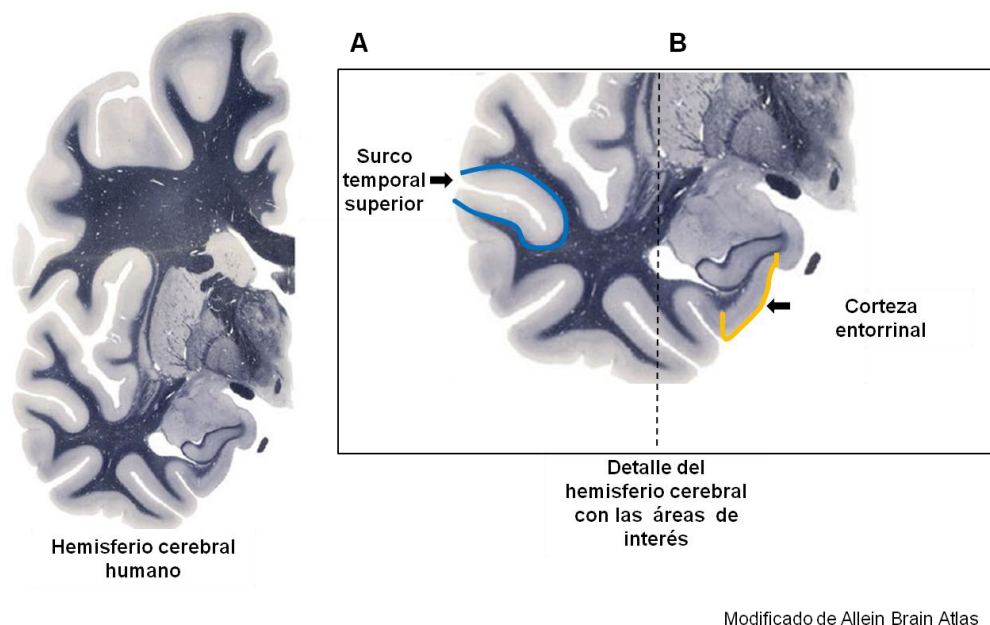 A
B
Surco
temporal
superior
Corteza
entorrinal
Detalle del
hemisferio cerebral
con las áreas de
interés
Hemisferio cerebral
humano
Modificado de Allein Brain Atlas